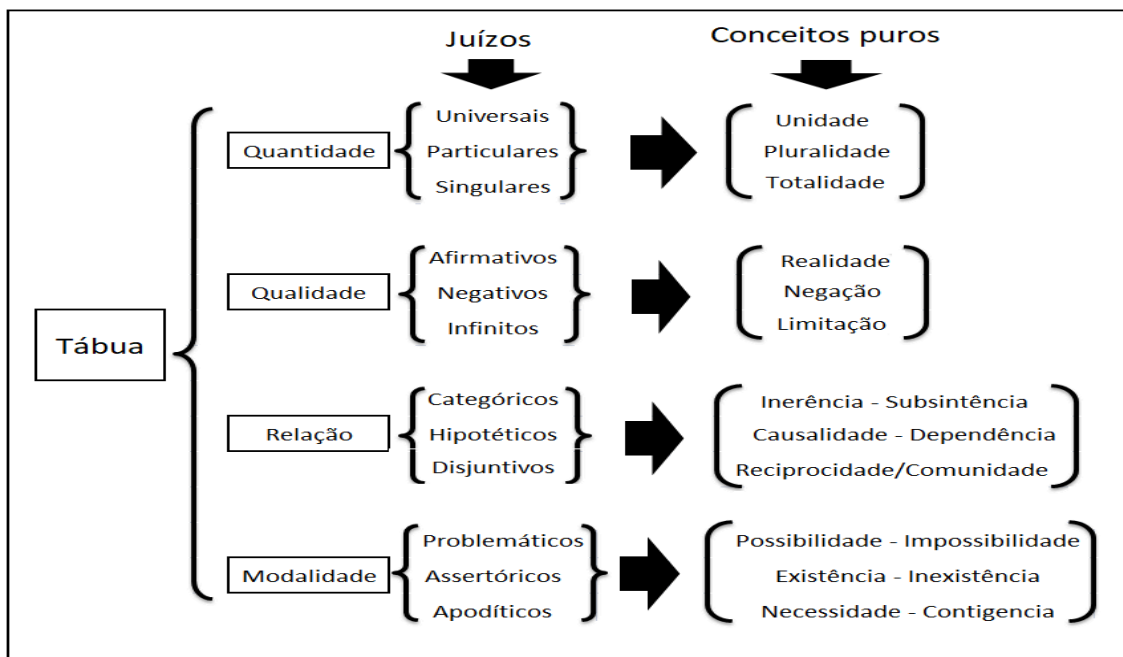 Juízos
Conceitos puros
Tábua
Quantidade
Universais
Particulares
Singulares
Unidade
Pluralidade
Totalidade
Qualidade
Afirmativos
Negativos
Infinitos
Realidade
Negação
Limitação
Relação
Categóricos
Hipotéticos
Disjuntivos
Inerência - Subsintência
Causalidade - Dependência
Reciprocidade/Comunidade
Modalidade
Problemáticos
Assertóricos
Apodíticos
Possibilidade - Impossibilidade
Existência - Inexistência
Necessidade - Contigencia